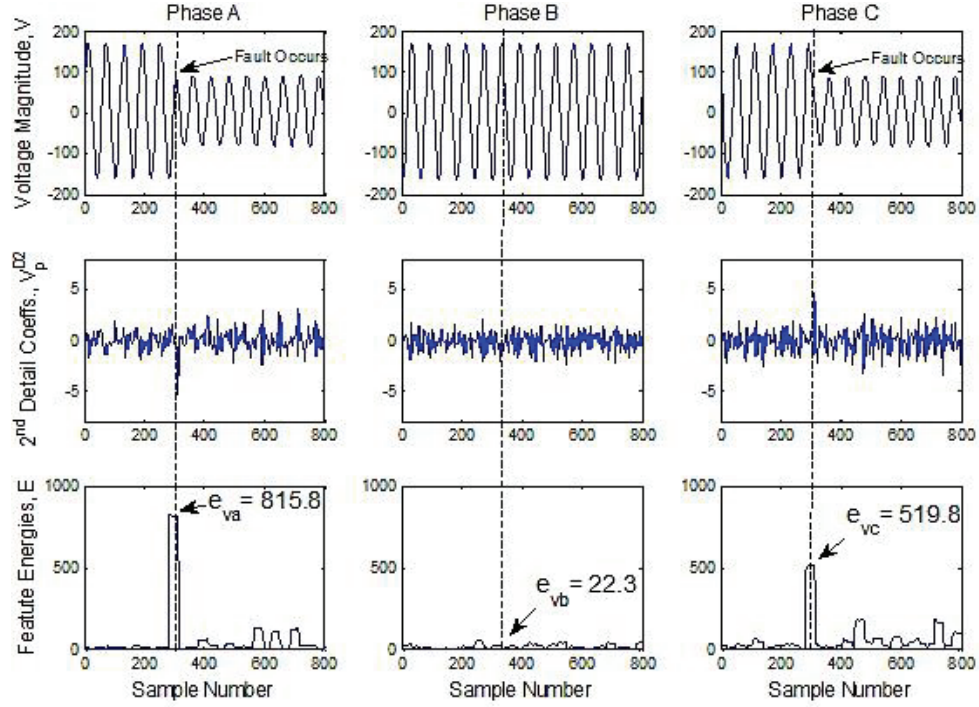 Phase A
Phase B
Phase C
Voltage Magnitude, V
200
100
0
-100
-200
Fault Occurs
0 200 400 600 800
0 200 400 600 800
200
100
0
-100
-200
Fault Occurs
0 200 400 600 800
2nd Detail Coeffs., V_p^D2
5
0
-5
0 200 400 600 800
5
0
-5
0 200 400 600 800
5
0
-5
0 200 400 600 800
Featute Energies, E
1000
500
0
e_va = 815.8
0 200 400 600 800
Sample Number
1000
500
0
e_vb = 22.3
0 200 400 600 800
Sample Number
1000
500
0
e_vc = 519.8
0 200 400 600 800
Sample Number